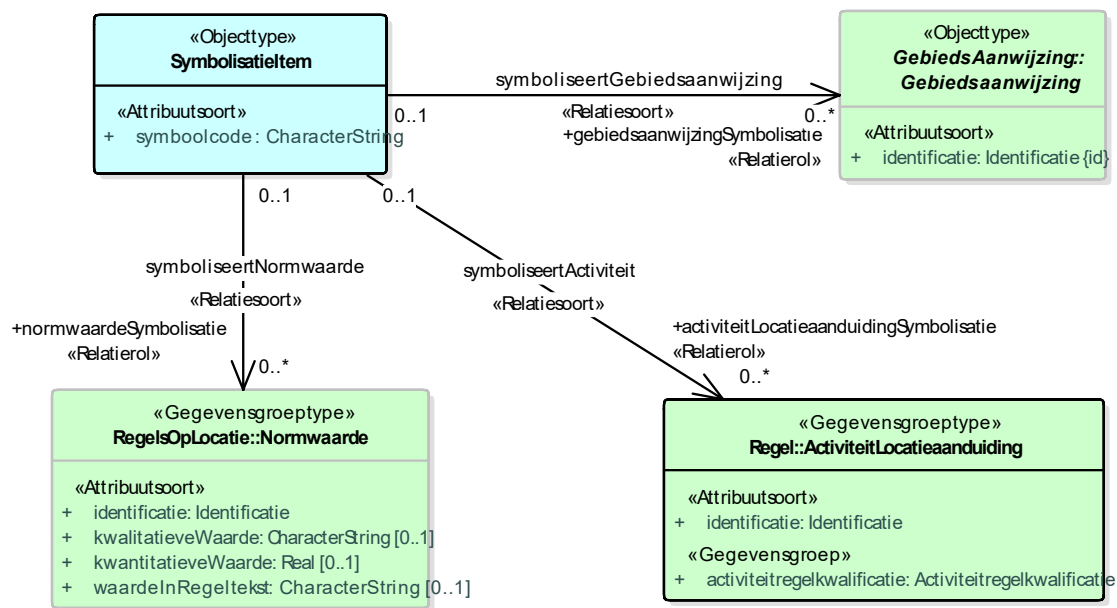 «Objecttype»
SymbolisatieItem
«Attribuutsoort»
+ symboolcode: CharacterString
«Objecttype»
GebiedsAanwijzing::
Gebiedsaanwijzing
«Attribuutsoort»
+ identificatie: Identificatie {id}
symboliseertGebiedsaanwijzing
0..1
«Relatiesoort»
0..*
+gebiedsaanwijzingSymbolisatie
«Relatierol»
0..1
0..1
symboliseertNormwaarde
«Relatiesoort»
+normwaardeSymbolisatie
«Relatierol»
0..*
symboliseertActiviteit
«Relatiesoort»
+activiteitLocatieaanduidingSymbolisatie
«Relatierol»
0..*
«Gegevensgroeptype»
RegelsOpLocatie::Normwaarde
«Attribuutsoort»
+ identificatie: Identificatie
+ kwalitatieveWaarde: CharacterString [0..1]
+ kwantitatieveWaarde: Real [0..1]
+ waardeInRegeltekst: CharacterString [0..1]
«Gegevensgroeptype»
Regel::ActiviteitLocatieaanduiding
«Attribuutsoort»
+ identificatie: Identificatie
«Gegevensgroep»
+ activiteitregelkwalificatie: Activiteitregelkwalificatie